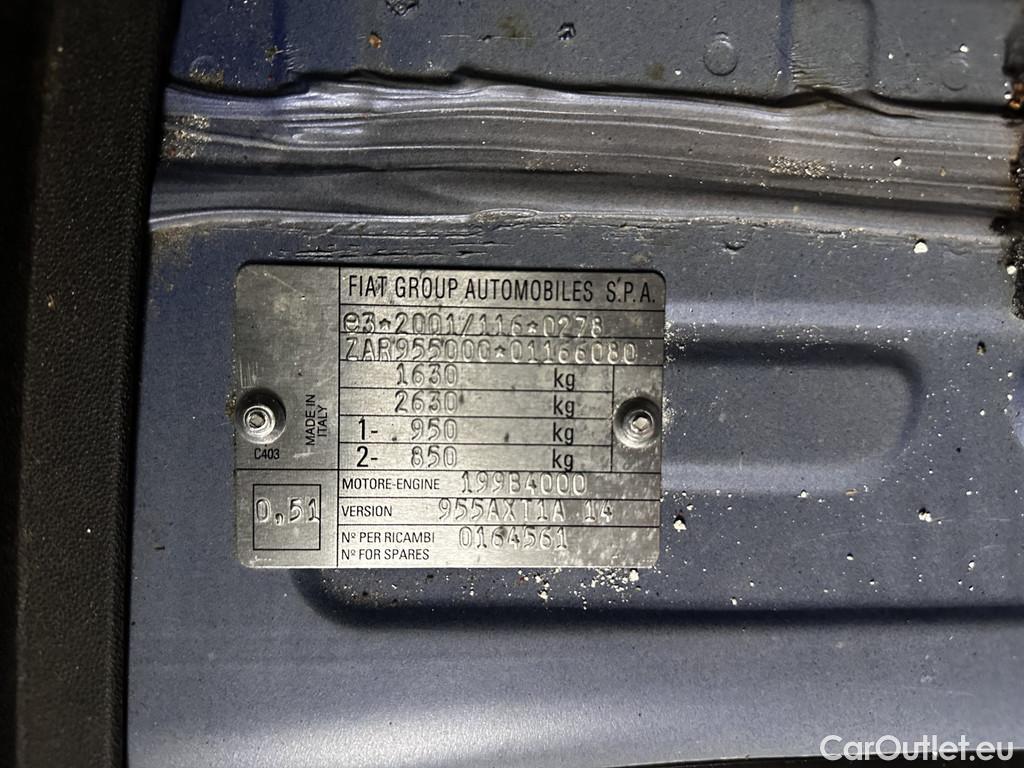 FIAT GROUP AUTOMOBILES S.P.A.
e3*2001/116*0278
ZAR955000*01166080
1630 kg
2630 kg
1- 950 kg
2- 850 kg
MADE IN
ITALY
C403
MOTORE-ENGINE 199B4000
0,51
VERSION 955AXT1A 14
Nº PER RICAMBI
Nº FOR SPARES 0164561
CarOutlet.eu